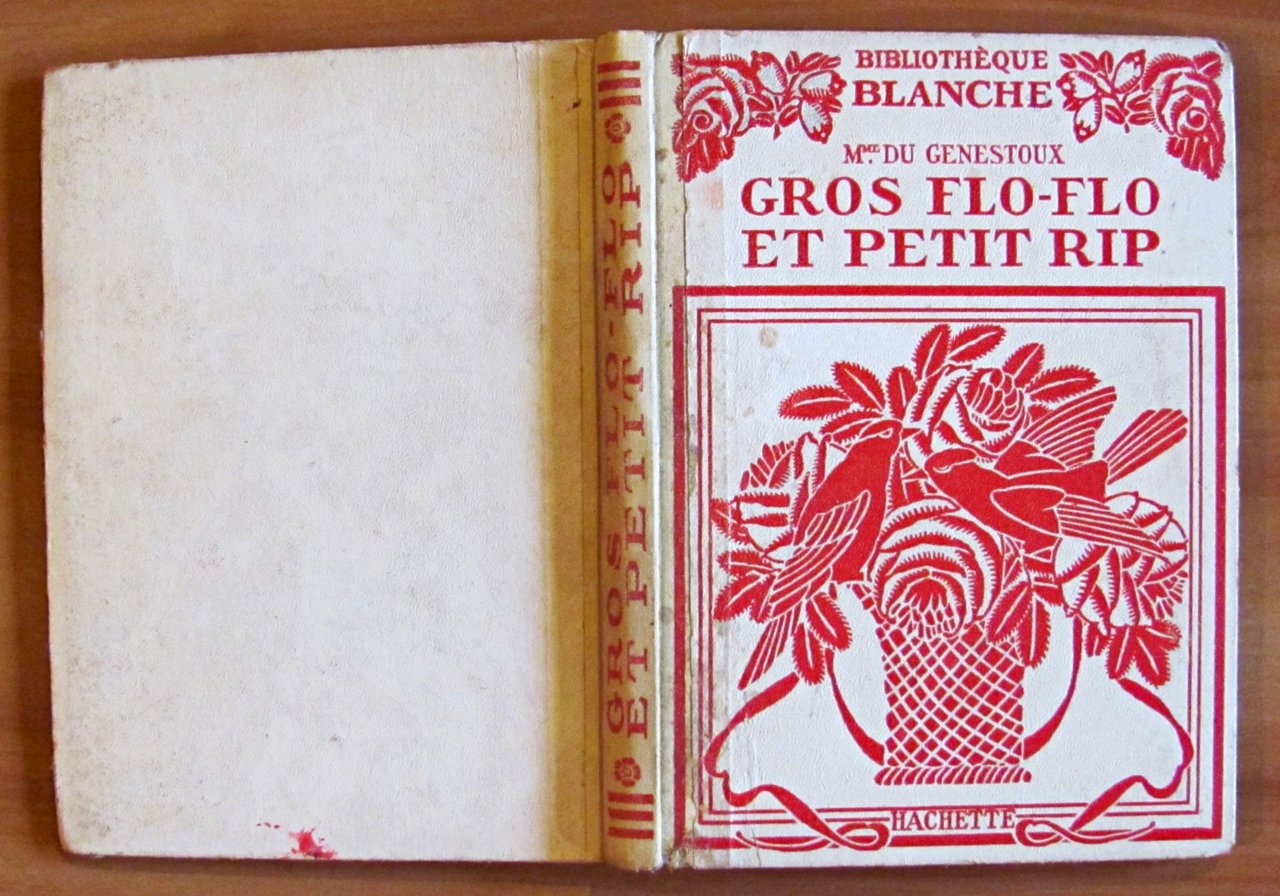 GROS FLO-FLO
ET PETIT RIP
BIBLIOTHÈQUE
BLANCHE
MME. DU GENESTOUX
GROS FLO-FLO
ET PETIT RIP
HACHETTE